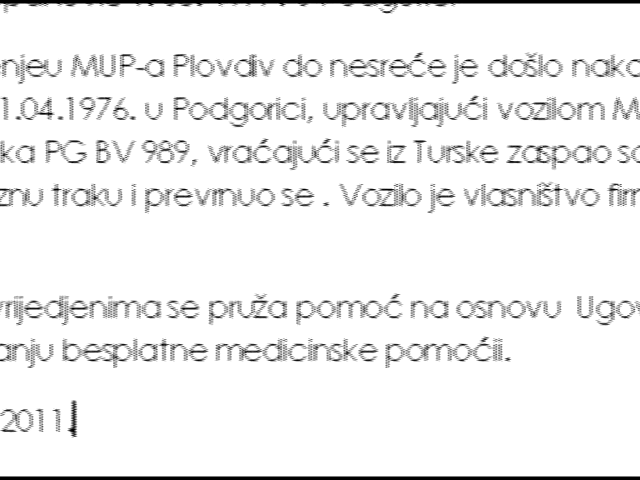 njeu MUP-a Plovdiv do nesreće je došlo nako
1.04.1976. u Podgorici, upravljajući vozilom M
ka PG BV 989, vraćajući se iz Turske zaspao sa
znu traku i prevrnuo se . Vozilo je vlasništvo firm
vrijedjenima se pruža pomoć na osnovu Ugov
anju besplatne medicinske pomoćii.
2011.